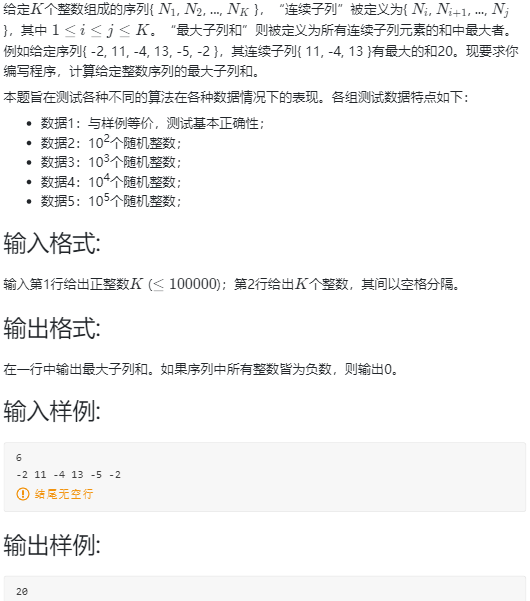 给定K个整数组成的序列{ N₁, N₂, ..., N_K }，“连续子列”被定义为{ N_i, N_{i+1}, ..., N_j
}，其中 1 ≤ i ≤ j ≤ K。“最大子列和”则被定义为所有连续子列元素的和中最大者。
例如给定序列{ -2, 11, -4, 13, -5, -2 }，其连续子列{ 11, -4, 13 }有最大的和20。现要求你
编写程序，计算给定整数序列的最大子列和。
本题旨在测试各种不同的算法在各种数据情况下的表现。各组测试数据特点如下：
• 数据1：与样例等价，测试基本正确性；
• 数据2：10²个随机整数；
• 数据3：10³个随机整数；
• 数据4：10⁴个随机整数；
• 数据5：10⁵个随机整数；
输入格式:
输入第1行给出正整数K (≤ 100000)；第2行给出K个整数，其间以空格分隔。
输出格式:
在一行中输出最大子列和。如果序列中所有整数皆为负数，则输出0。
输入样例:
6
-2 11 -4 13 -5 -2
结尾无空行
输出样例:
20